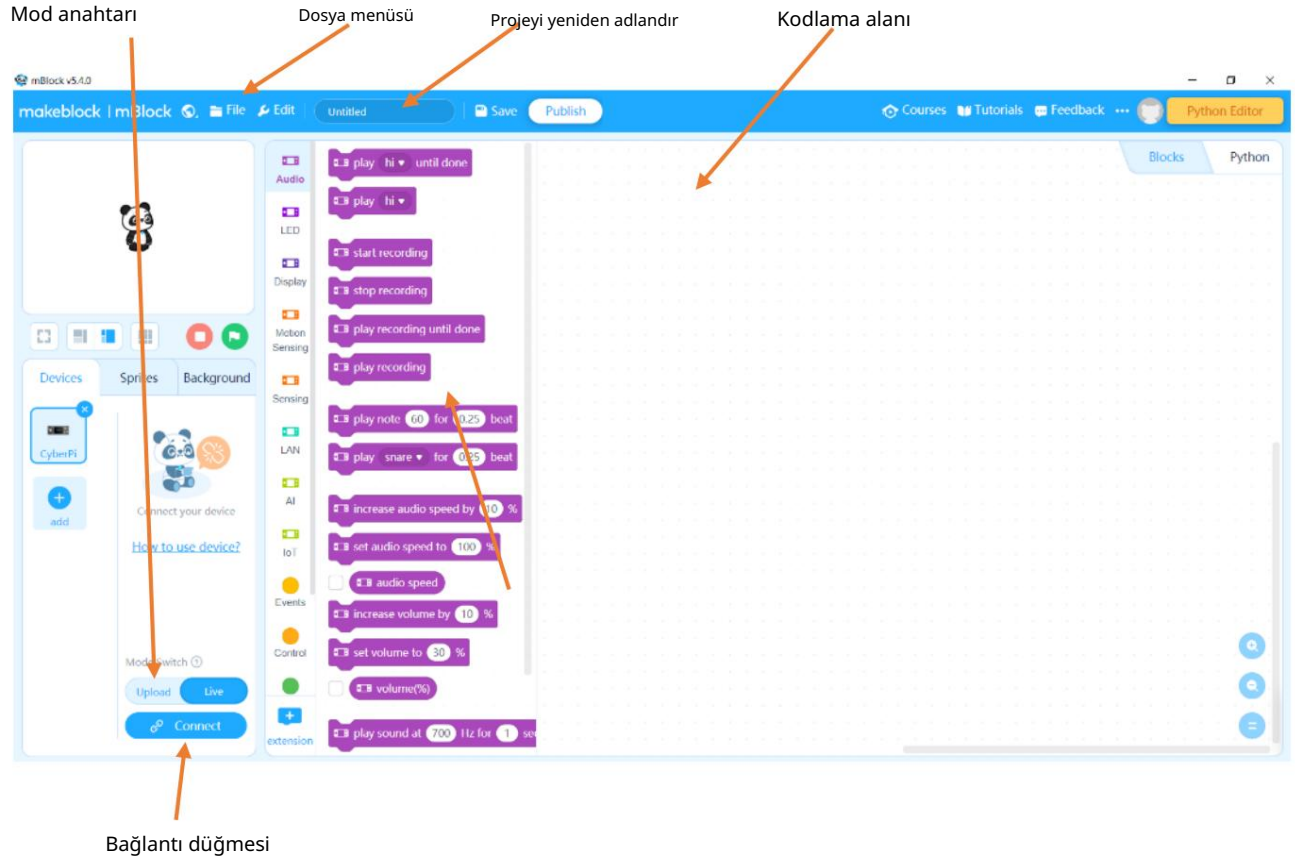 Mod anahtarı
Dosya menüsü
Projeyi yeniden adlandır
Kodlama alanı
mBlock v5.4.0
makeblock | mBlock File Edit Untitled Save Publish Courses Tutorials Feedback ••• Python Editor
Blocks Python
Audio
LED
Display
Motion
Sensing
Sensing
LAN
AI
IoT
Events
Control
extension
play hi until done
play hi
start recording
stop recording
play recording until done
play recording
play note 60 for 0.25 beat
play snare for 0.25 beat
increase audio speed by 10 %
set audio speed to 100 %
audio speed
increase volume by 10 %
set volume to 30 %
volume(%)
play sound at 700 Hz for 1 se
Devices Sprites Background
CyberPi
add
Connect your device
How to use device?
Mode Switch ?
Upload Live
Connect
Bağlantı düğmesi